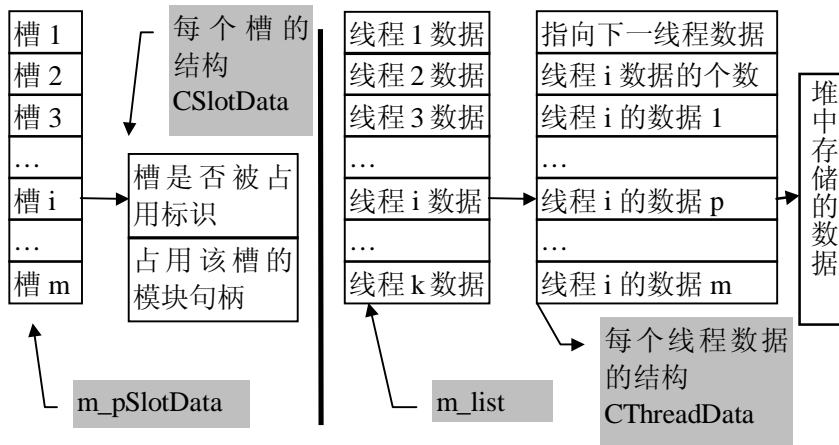 槽 1
槽 2
槽 3
…
槽 i
…
槽 m
每个槽的
结构
CSlotData
槽是否被占
用标识
占用该槽的
模块句柄
m_pSlotData
线程 1 数据
线程 2 数据
线程 3 数据
…
线程 i 数据
…
线程 k 数据
m_list
指向下一线程数据
线程 i 数据的个数
线程 i 的数据 1
…
线程 i 的数据 p
…
线程 i 的数据 m
每个线程数据
的结构
CThreadData
堆中存储的数据